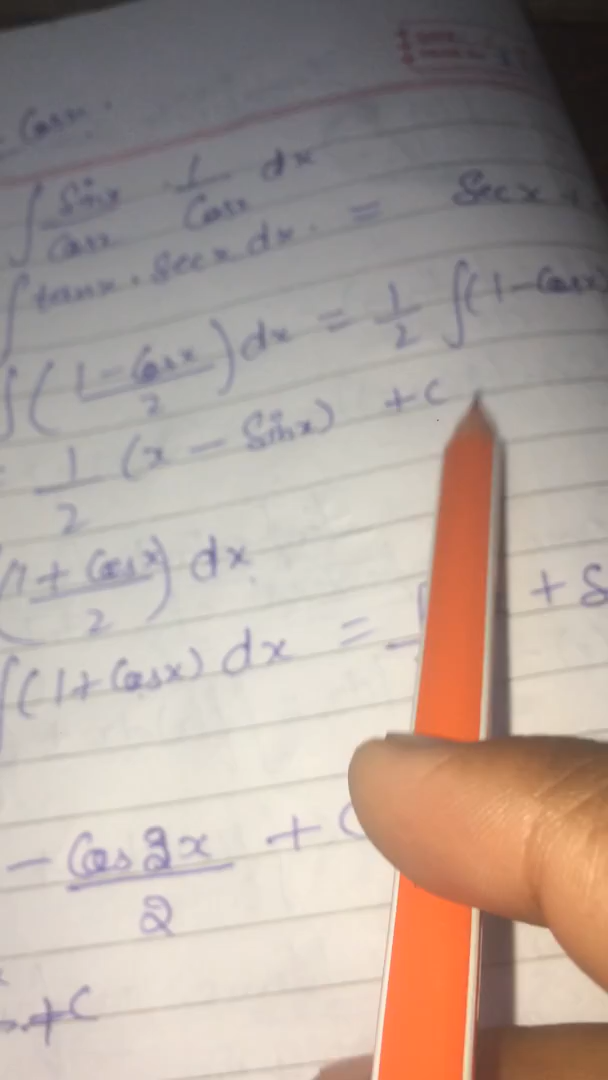 Cosx.
∫ Sinx/Cosx · 1/Cosx dx
∫ tanx · Secx dx. = Secx +
∫ (1-Cosx/2) dx = 1/2 ∫(1-Cosx)
= 1/2 (x - Sinx) + C
(1+Cosx/2) dx
∫(1+Cosx) dx = + S
- Cos2x/2 + C
+C